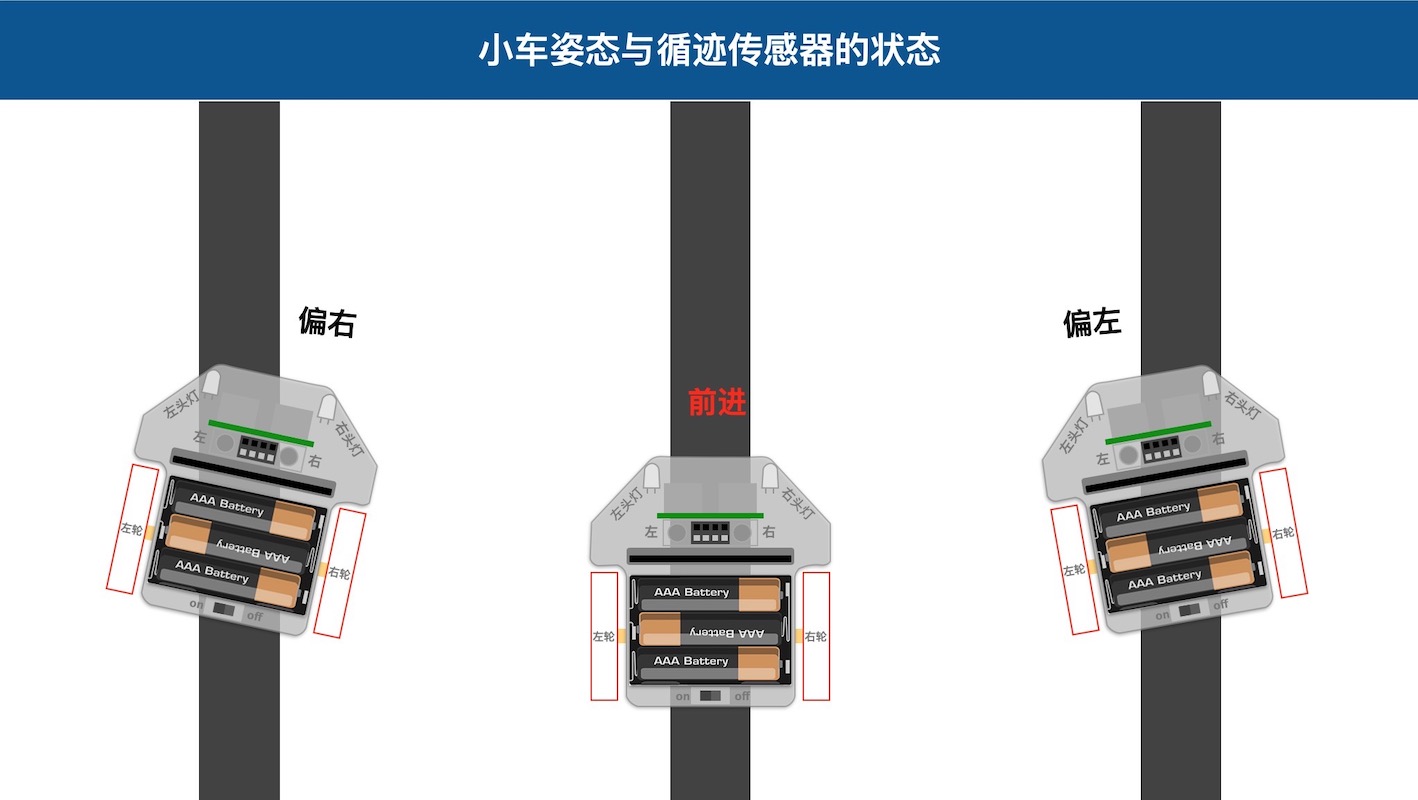 小车姿态与循迹传感器的状态
偏右
左头灯
右头灯
左
右
AAA Battery
AAA Battery
AAA Battery
左轮
右轮
on
off
前进
左头灯
右头灯
左
右
AAA Battery
AAA Battery
AAA Battery
左轮
右轮
on
off
偏左
左头灯
右头灯
左
右
AAA Battery
AAA Battery
AAA Battery
左轮
右轮
on
off